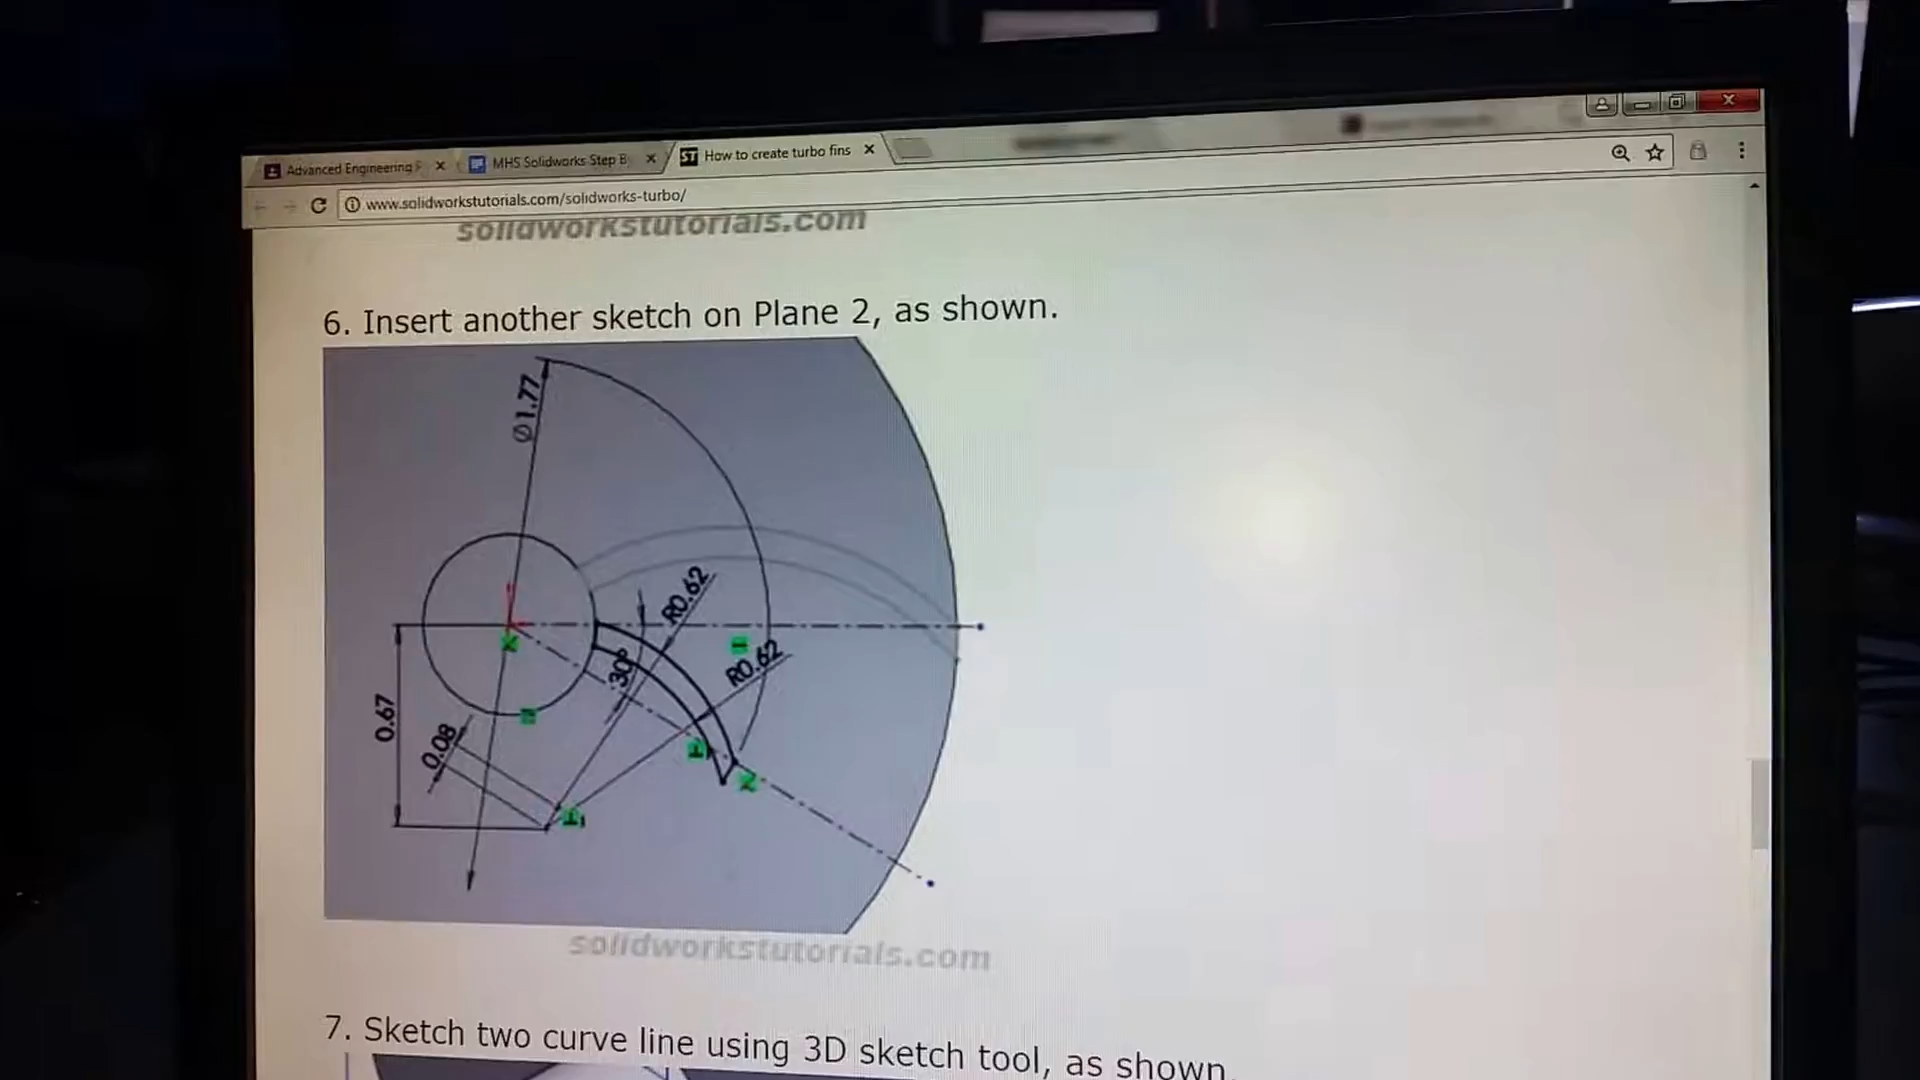 Advanced Engineering
MHS Solidworks Step B
ST How to create turbo fins
www.solidworkstutorials.com/solidworks-turbo/
solidworkstutorials.com
6. Insert another sketch on Plane 2, as shown.
Ø1.77
R0.62
R0.62
30°
0.67
0.08
solidworkstutorials.com
7. Sketch two curve line using 3D sketch tool, as shown.